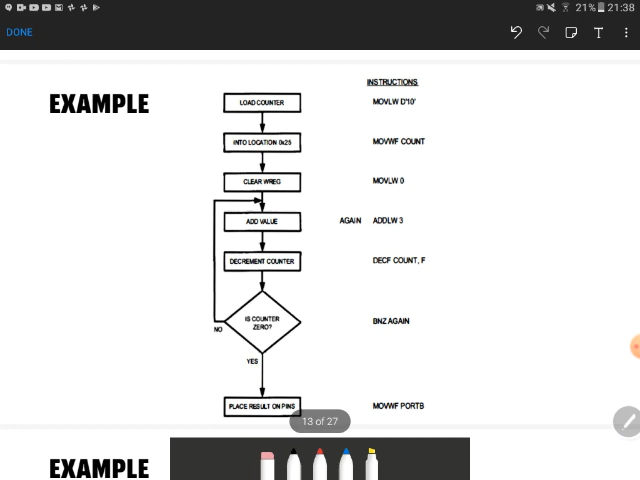 21% 21:38
DONE
T
EXAMPLE
INSTRUCTIONS
LOAD COUNTER
MOVLW D'10'
INTO LOCATION 0x25
MOVWF COUNT
CLEAR WREG
MOVLW 0
ADD VALUE
AGAIN ADDLW 3
DECREMENT COUNTER
DECF COUNT, F
IS COUNTER
ZERO?
BNZ AGAIN
NO
YES
PLACE RESULT ON PINS
MOVWF PORTB
13 of 27
EXAMPLE